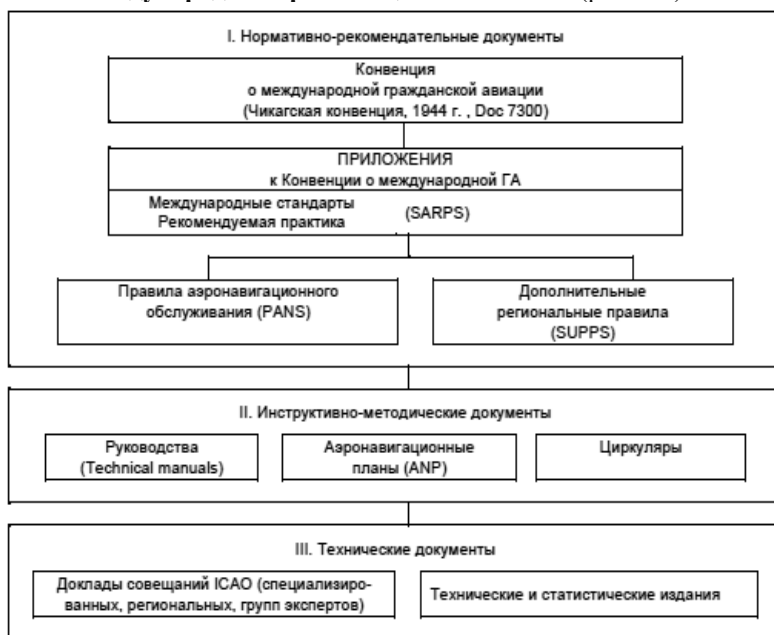 I. Нормативно-рекомендательные документы
Конвенция
о международной гражданской авиации
(Чикагская конвенция, 1944 г. , Doc 7300)
ПРИЛОЖЕНИЯ
к Конвенции о международной ГА
Международные стандарты
Рекомендуемая практика
(SARPS)
Правила аэронавигационного
обслуживания (PANS)
Дополнительные
региональные правила
(SUPPS)
II. Инструктивно-методические документы
Руководства
(Technical manuals)
Аэронавигационные
планы (ANP)
Циркуляры
III. Технические документы
Доклады совещаний ICAO (специализиро-
ванных, региональных, групп экспертов)
Технические и статистические издания